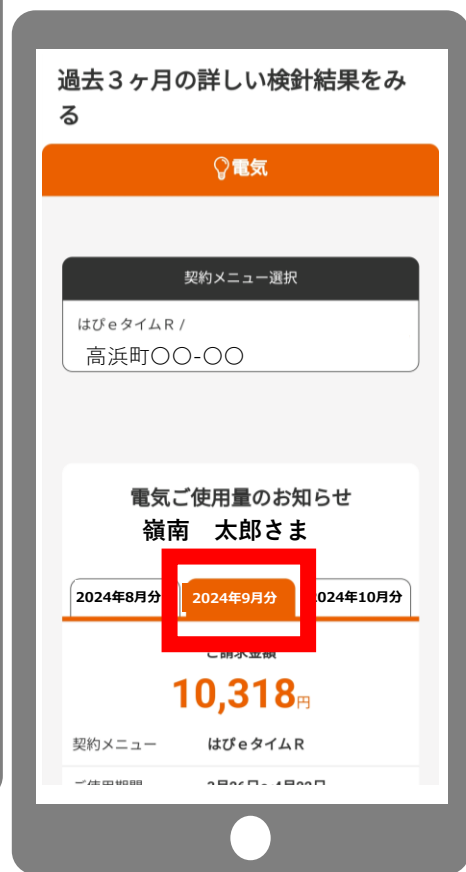 過去３ヶ月の詳しい検針結果をみ
る
電気
契約メニュー選択
はぴｅタイムＲ /
高浜町〇〇-〇〇
電気ご使用量のお知らせ
嶺南　太郎さま
2024年8月分 2024年9月分 2024年10月分
ご請求金額
10,318円
契約メニュー はぴｅタイムＲ
ご使用期間